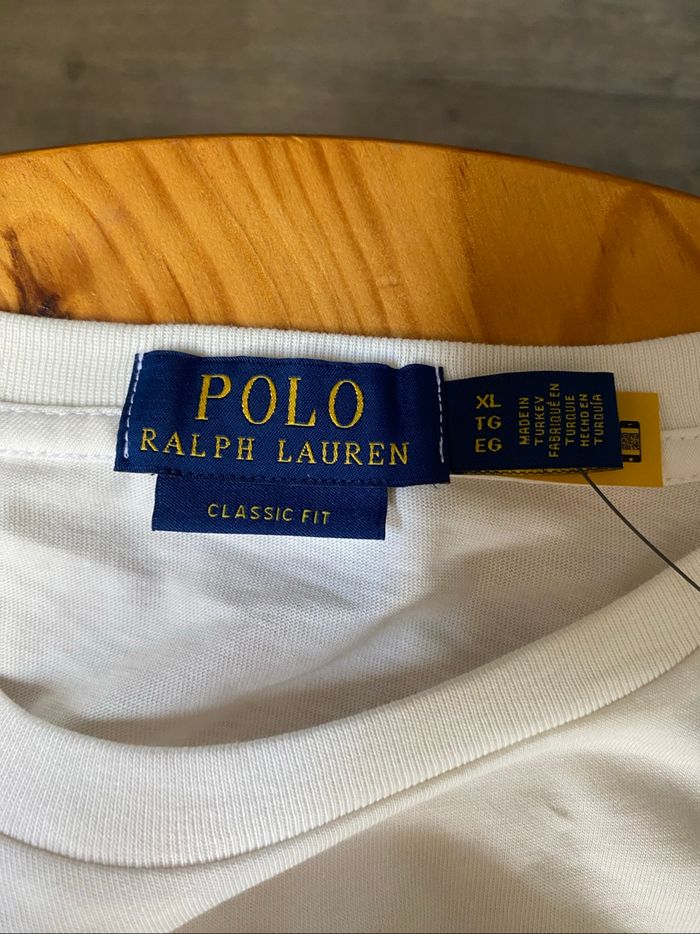 POLO
RALPH LAUREN
CLASSIC FIT
XL
TG
EG
MADE IN
TURKEY
FABRIQUÉ EN
TURQUIE
HECHO EN
TURQUÍA